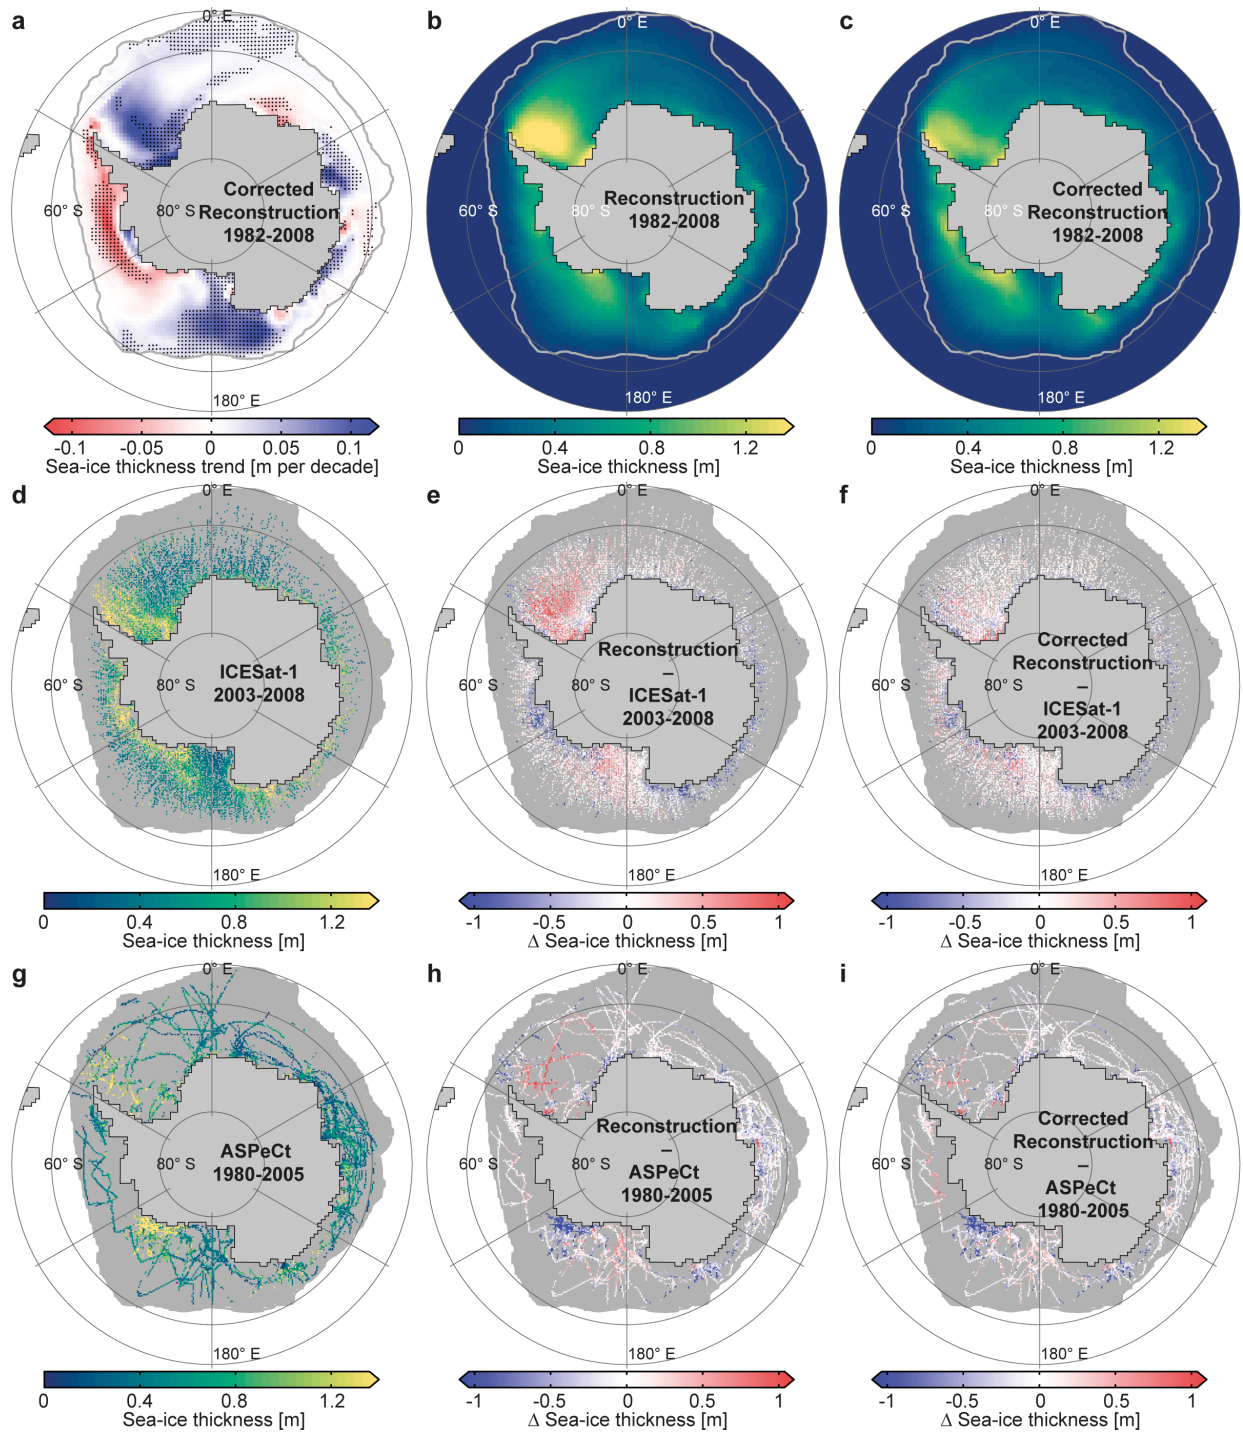 a
0° E
60° S
80° S
Corrected
Reconstruction
1982-2008
180° E
-0.1
-0.05
0
0.05
0.1
Sea-ice thickness trend [m per decade]
b
0° E
60° S
80° S
Reconstruction
1982-2008
180° E
0
0.4
0.8
1.2
Sea-ice thickness [m]
c
0° E
60° S
80° S
Corrected
Reconstruction
1982-2008
180° E
0
0.4
0.8
1.2
Sea-ice thickness [m]
d
0° E
60° S
80° S
ICESat-1
2003-2008
180° E
0
0.4
0.8
1.2
Sea-ice thickness [m]
e
0° E
Reconstruction
–
60° S
80° S
ICESat-1
2003-2008
180° E
-1
-0.5
0
0.5
1
Δ Sea-ice thickness [m]
f
0° E
Corrected
Reconstruction
–
60° S
80° S
ICESat-1
2003-2008
180° E
-1
-0.5
0
0.5
1
Δ Sea-ice thickness [m]
g
0° E
60° S
80° S
ASPeCt
1980-2005
180° E
0
0.4
0.8
1.2
Sea-ice thickness [m]
h
0° E
Reconstruction
–
60° S
80° S
ASPeCt
1980-2005
180° E
-1
-0.5
0
0.5
1
Δ Sea-ice thickness [m]
i
0° E
Corrected
Reconstruction
–
60° S
80° S
ASPeCt
1980-2005
180° E
-1
-0.5
0
0.5
1
Δ Sea-ice thickness [m]